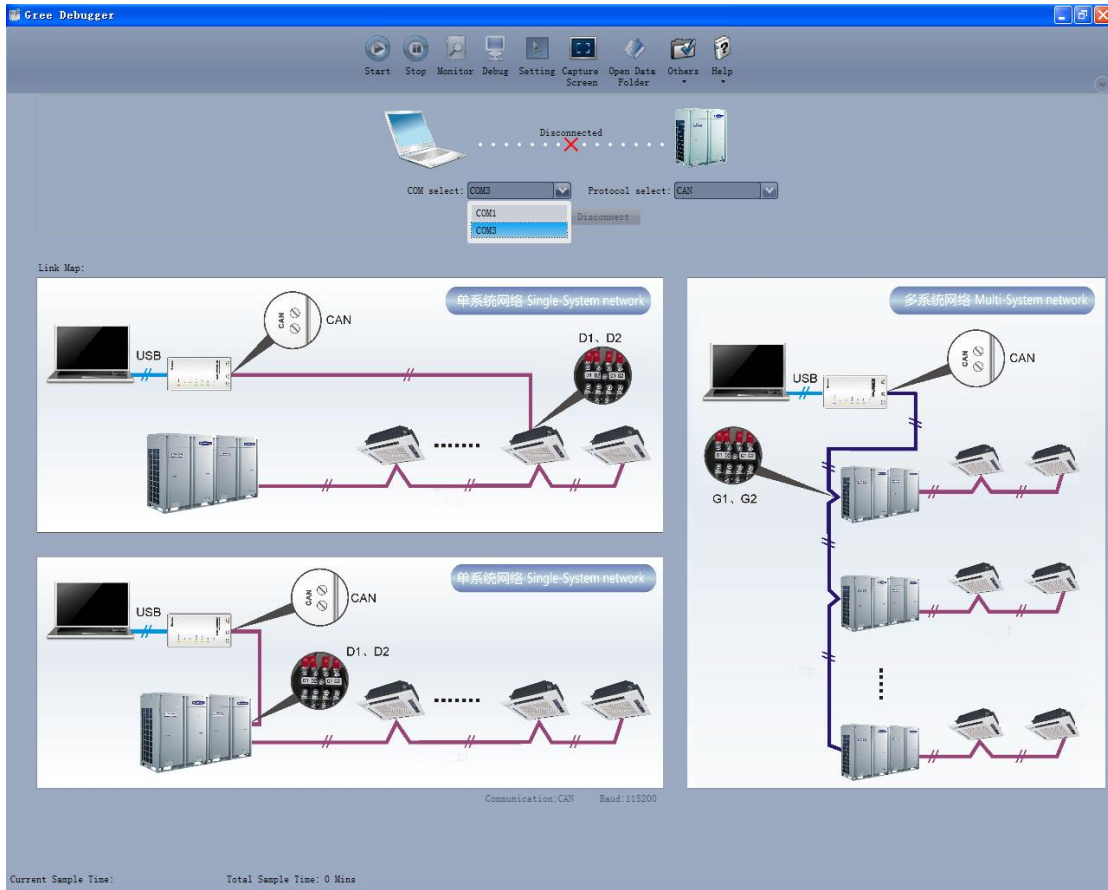 Gree Debugger
Start Stop Monitor Debug Setting Capture Screen Open Data Folder Others Help
Disconnected
COM select: COM3 Protocol select: CAN
COM1
COM3
Disconnect
Link Map:
单系统网络 Single-System network
CAN
CAN
USB
D1、D2
单系统网络 Single-System network
CAN
CAN
USB
D1、D2
多系统网络 Multi-System network
CAN
CAN
USB
G1、G2
Communication:CAN Baud:115200
Current Sample Time: Total Sample Time: 0 Mins